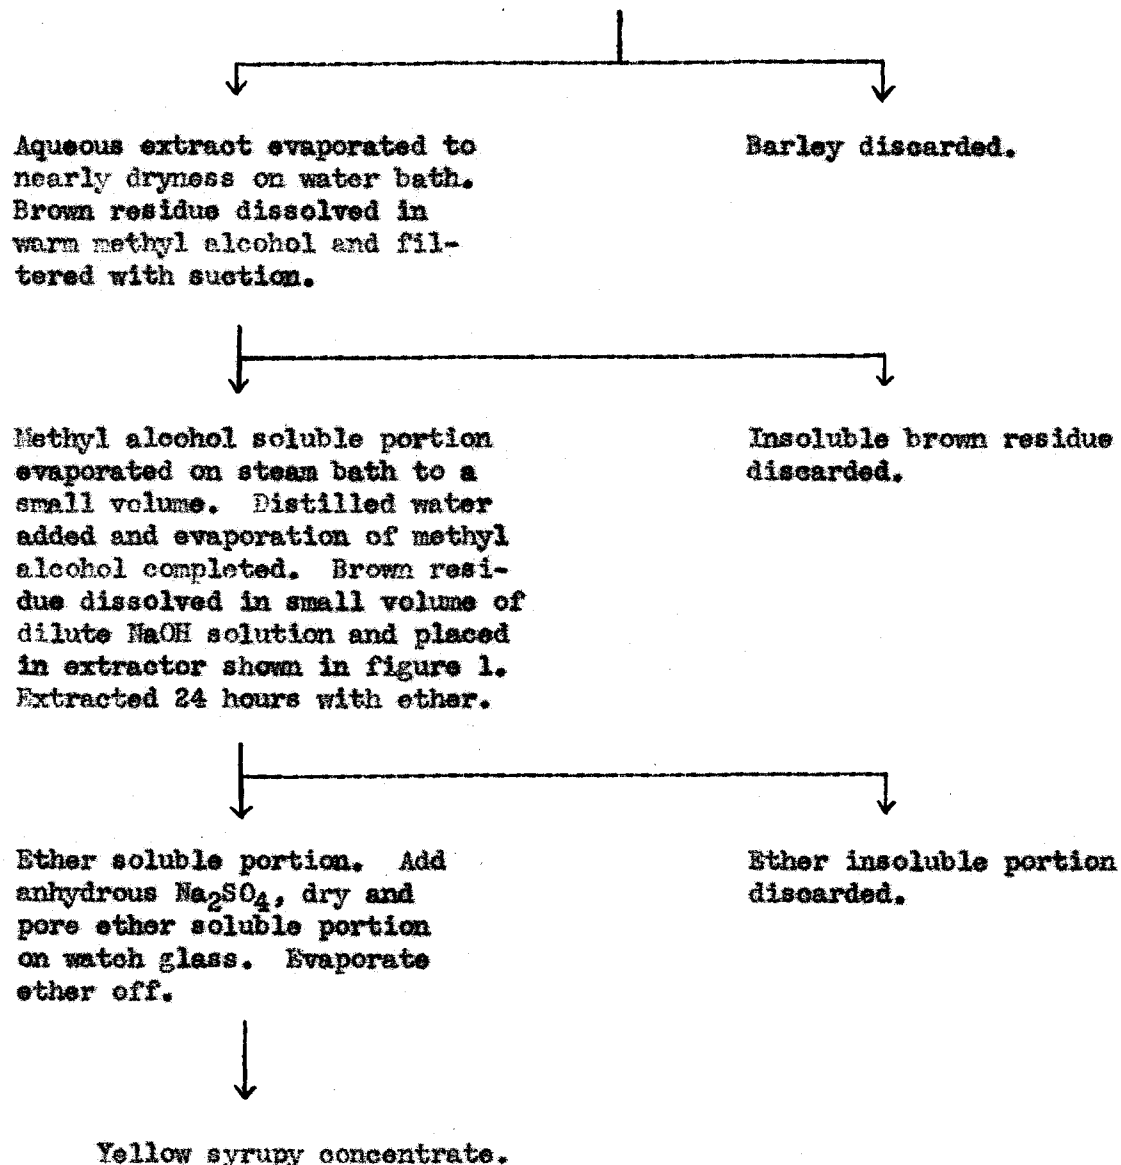 Aqueous extract evaporated to
nearly dryness on water bath.
Brown residue dissolved in
warm methyl alcohol and fil-
tered with suction.
Barley discarded.
Methyl alcohol soluble portion
evaporated on steam bath to a
small volume. Distilled water
added and evaporation of methyl
alcohol completed. Brown resi-
due dissolved in small volume of
dilute NaOH solution and placed
in extractor shown in figure 1.
Extracted 24 hours with ether.
Insoluble brown residue
discarded.
Ether soluble portion. Add
anhydrous Na2SO4, dry and
pore ether soluble portion
on watch glass. Evaporate
ether off.
Ether insoluble portion
discarded.
Yellow syrupy concentrate.